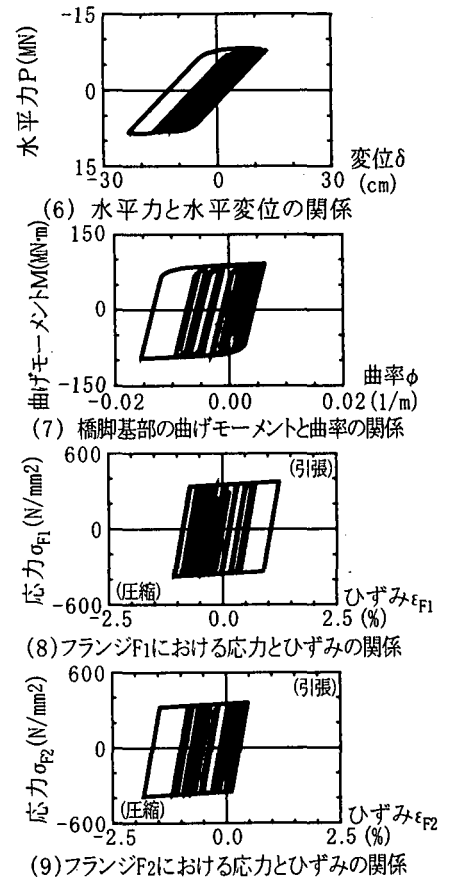 -15
水平力P(MN)
0
15
-30 0 30
変位δ
(cm)
(6) 水平力と水平変位の関係
150
曲げモーメントM(MN·m)
0
-150
-0.02 0.00 0.02(1/m)
曲率φ
(7) 橋脚基部の曲げモーメントと曲率の関係
600
(引張)
応力σF1(N/mm2)
0
(圧縮)
-600
-2.5 0.0 2.5(%)
ひずみεF1
(8)フランジF1における応力とひずみの関係
600
(引張)
応力σF2(N/mm2)
0
(圧縮)
-600
-2.5 0.0 2.5(%)
ひずみεF2
(9)フランジF2における応力とひずみの関係